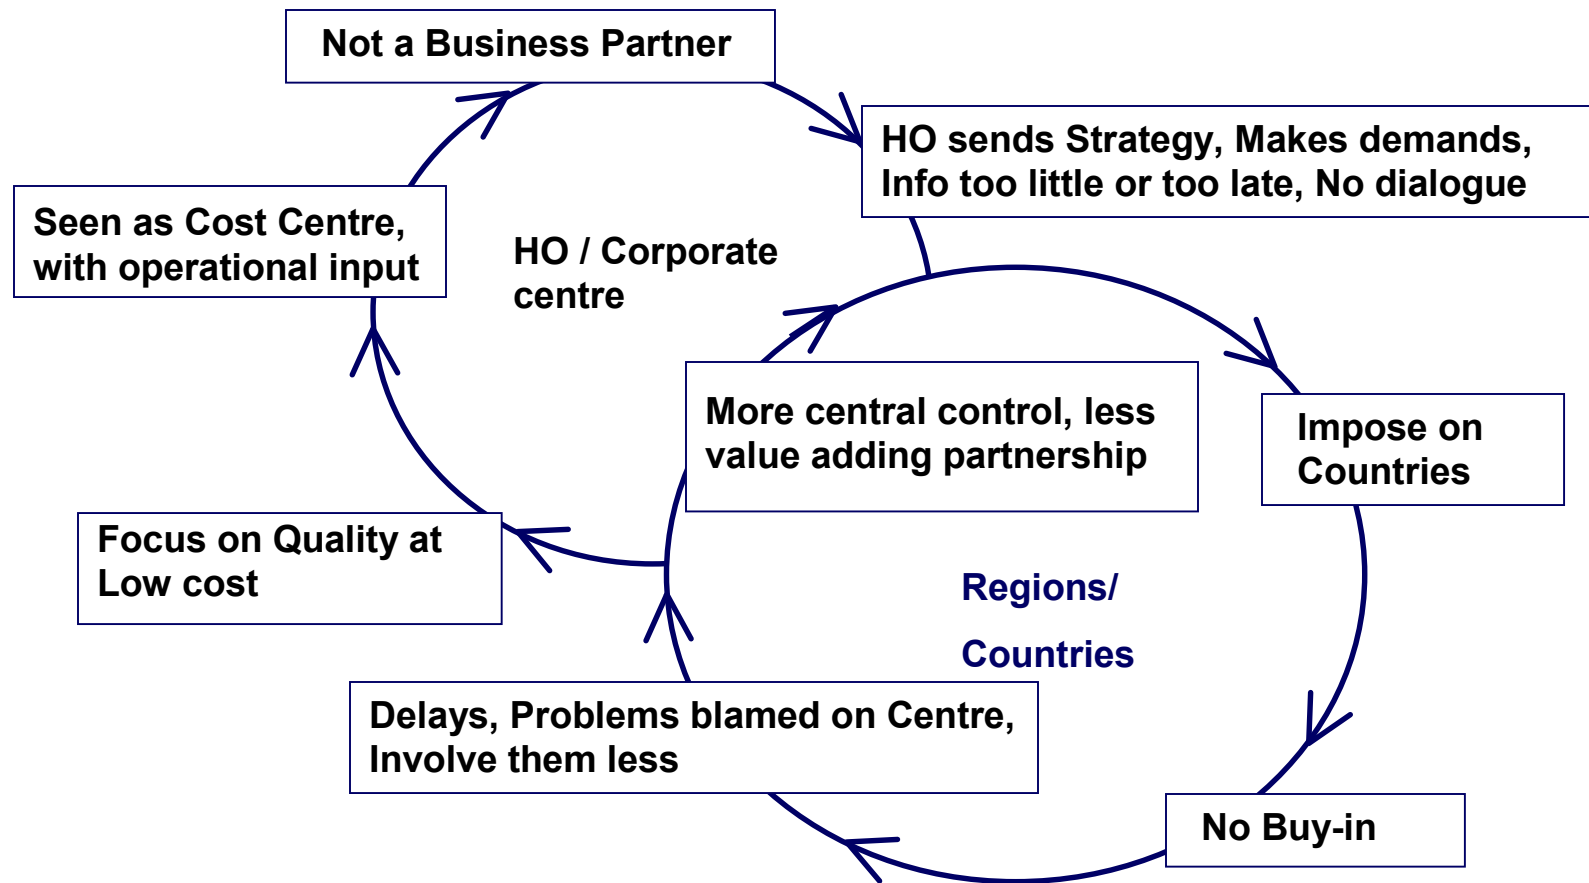 Not a Business Partner
HO sends Strategy, Makes demands,
Info too little or too late, No dialogue
Seen as Cost Centre,
with operational input
HO / Corporate
centre
More central control, less
value adding partnership
Impose on
Countries
Focus on Quality at
Low cost
Regions/
Countries
Delays, Problems blamed on Centre,
Involve them less
No Buy-in